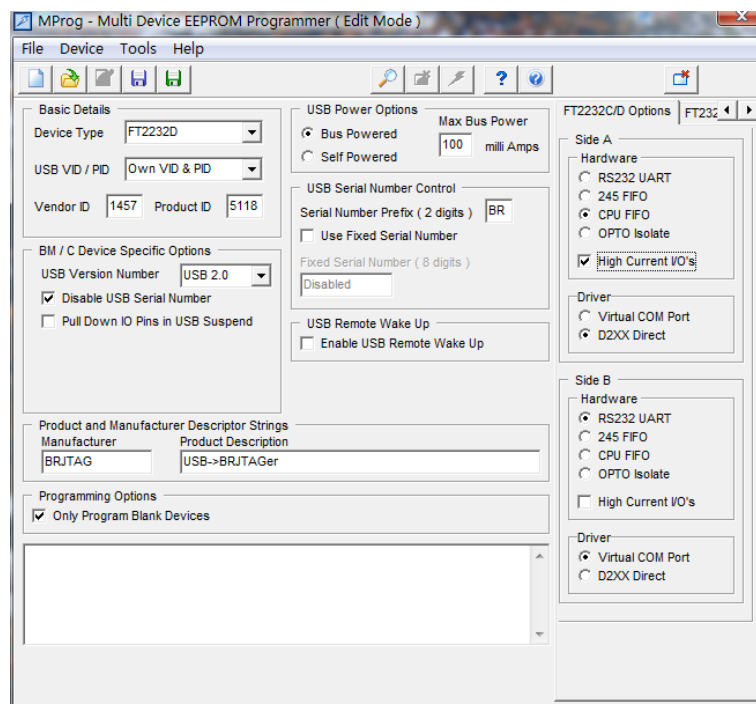 MProg - Multi Device EEPROM Programmer ( Edit Mode )
File Device Tools Help
Basic Details
Device Type FT2232D
USB VID / PID Own VID & PID
Vendor ID 1457 Product ID 5118
BM / C Device Specific Options
USB Version Number USB 2.0
Disable USB Serial Number
Pull Down IO Pins in USB Suspend
USB Power Options
Bus Powered
Self Powered
Max Bus Power
100 milli Amps
USB Serial Number Control
Serial Number Prefix ( 2 digits ) BR
Use Fixed Serial Number
Fixed Serial Number ( 8 digits )
Disabled
USB Remote Wake Up
Enable USB Remote Wake Up
Product and Manufacturer Descriptor Strings
Manufacturer Product Description
BRJTAG USB->BRJTAGer
Programming Options
Only Program Blank Devices
FT2232C/D Options FT232
Side A
Hardware
RS232 UART
245 FIFO
CPU FIFO
OPTO Isolate
High Current I/O's
Driver
Virtual COM Port
D2XX Direct
Side B
Hardware
RS232 UART
245 FIFO
CPU FIFO
OPTO Isolate
High Current I/O's
Driver
Virtual COM Port
D2XX Direct